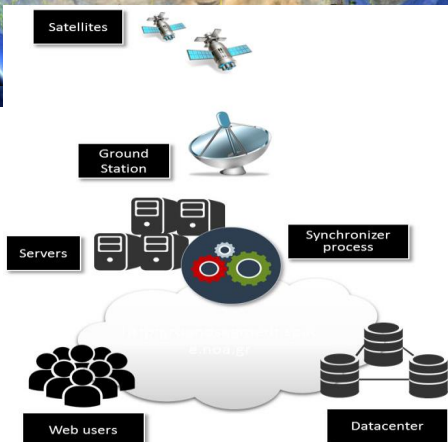 Satellites
Ground
Station
Servers
Synchronizer
process
Web users
Datacenter